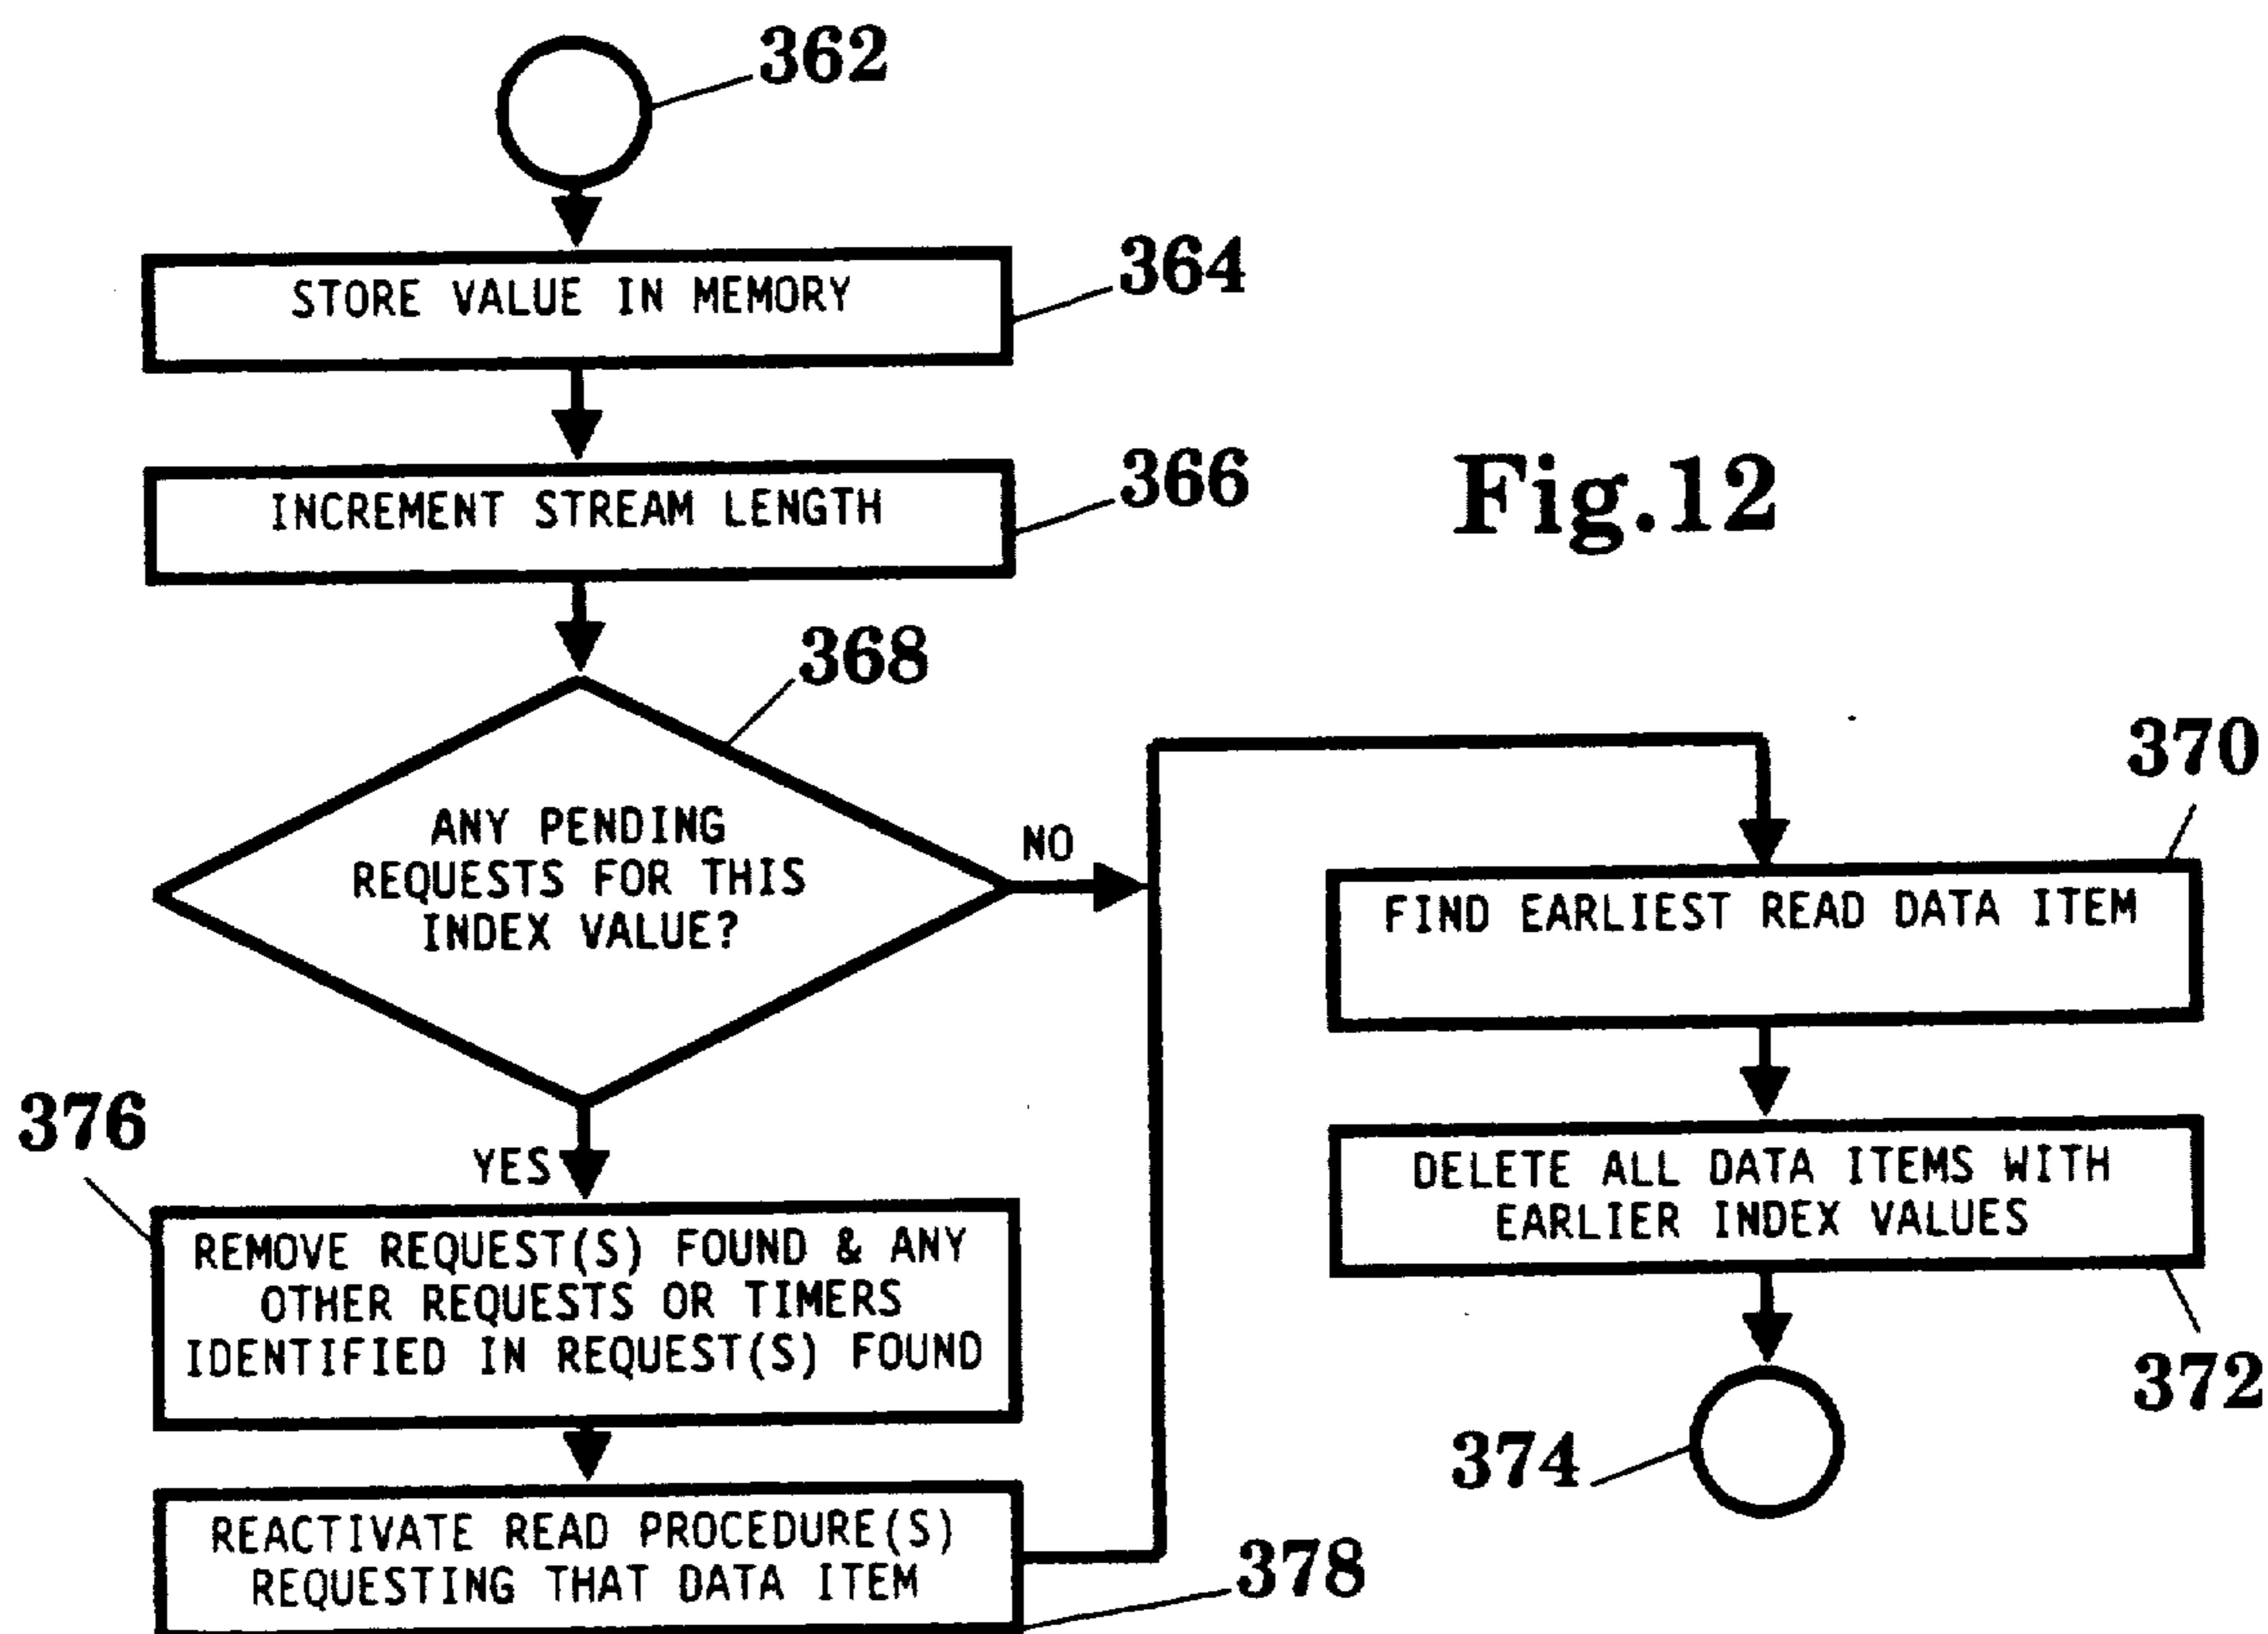 362
STORE VALUE IN MEMORY
364
INCREMENT STREAM LENGTH
366
Fig.12
368
ANY PENDING
REQUESTS FOR THIS
INDEX VALUE?
NO
YES
376
REMOVE REQUEST(S) FOUND & ANY
OTHER REQUESTS OR TIMERS
IDENTIFIED IN REQUEST(S) FOUND
REACTIVATE READ PROCEDURE(S)
REQUESTING THAT DATA ITEM
378
370
FIND EARLIEST READ DATA ITEM
DELETE ALL DATA ITEMS WITH
EARLIER INDEX VALUES
372
374